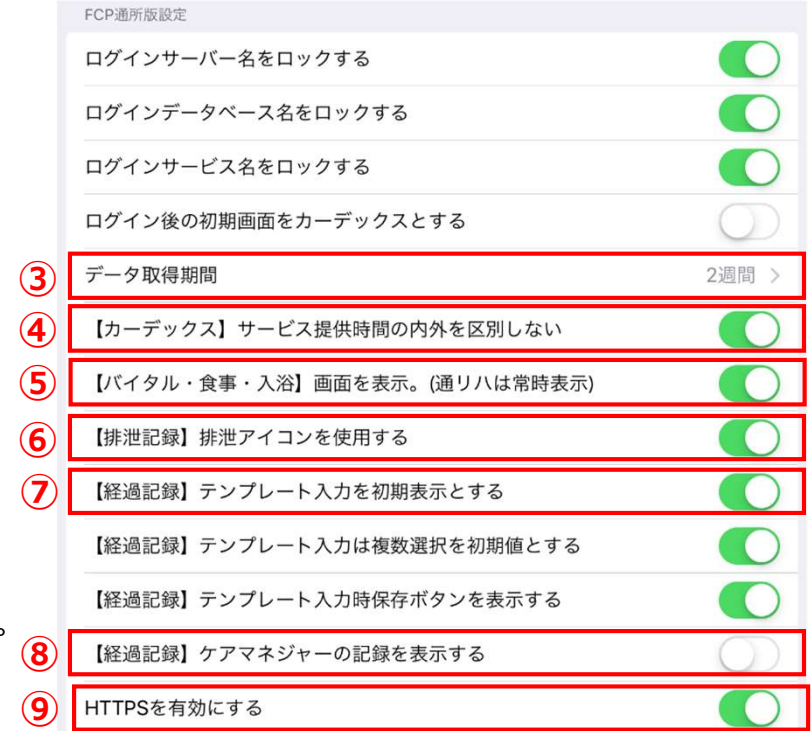 FCP通所版設定
ログインサーバー名をロックする
ログインデータベース名をロックする
ログインサービス名をロックする
ログイン後の初期画面をカーデックスとする
③ データ取得期間 2週間 >
④ 【カーデックス】サービス提供時間の内外を区別しない
⑤ 【バイタル・食事・入浴】画面を表示。(通リハは常時表示)
⑥ 【排泄記録】排泄アイコンを使用する
⑦ 【経過記録】テンプレート入力を初期表示とする
【経過記録】テンプレート入力は複数選択を初期値とする
【経過記録】テンプレート入力時保存ボタンを表示する
。
⑧ 【経過記録】ケアマネジャーの記録を表示する
⑨ HTTPSを有効にする